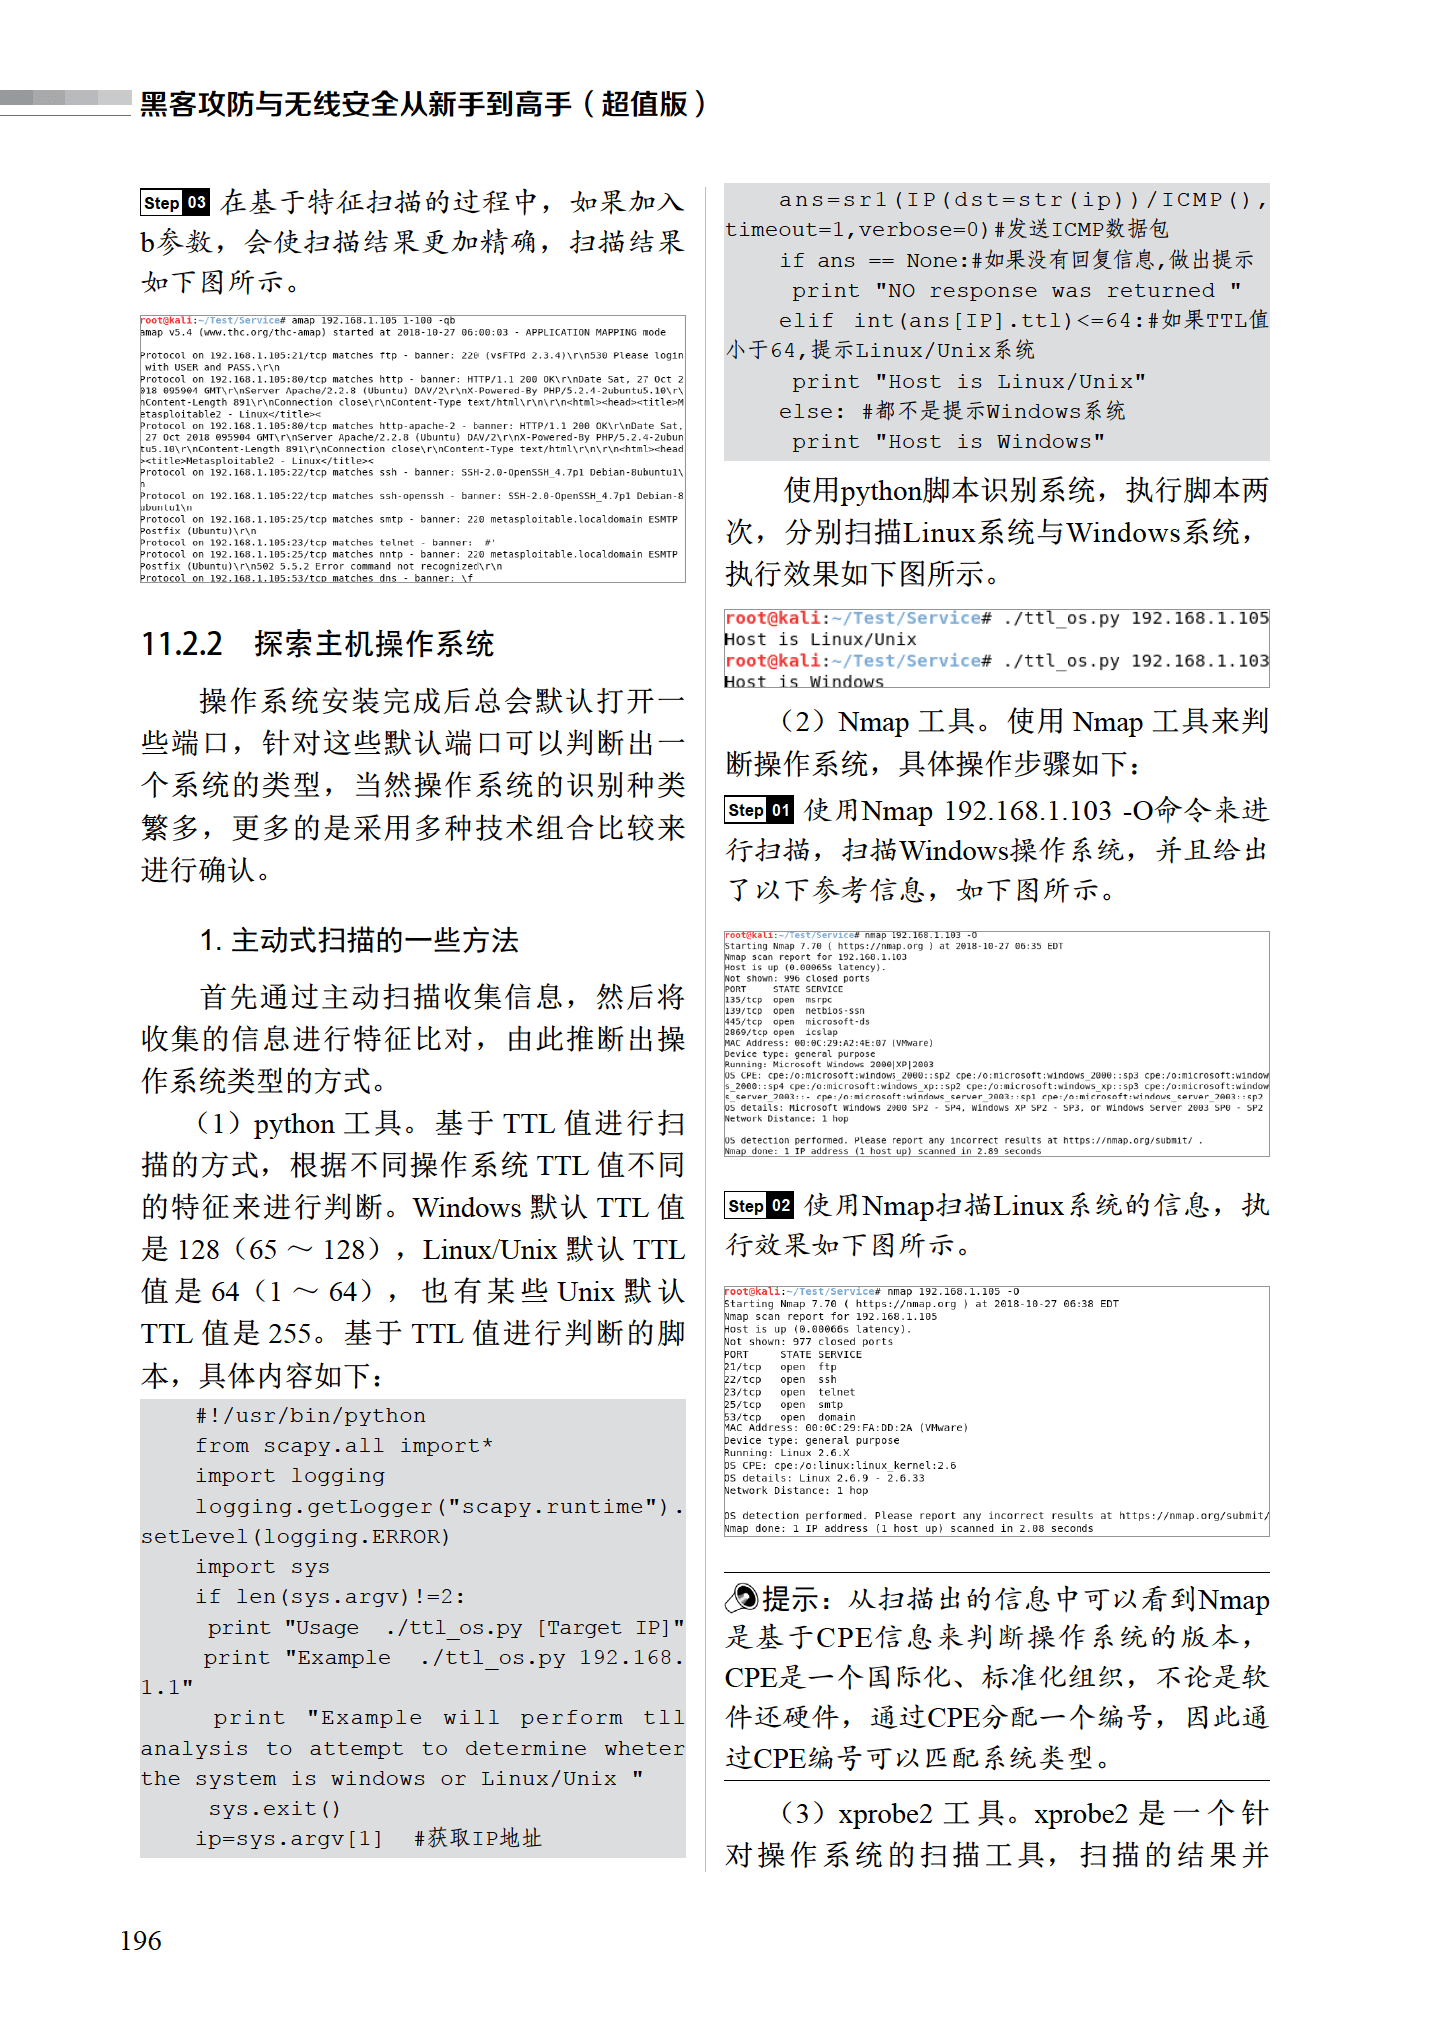 黑客攻防与无线安全从新手到高手（超值版）
Step 03 在基于特征扫描的过程中，如果加入
b参数，会使扫描结果更加精确，扫描结果
如下图所示。
root@kali:~/Test/Service# amap 192.168.1.105 1-100 -qb
amap v5.4 (www.thc.org/thc-amap) started at 2018-10-27 06:00:03 - APPLICATION MAPPING mode
Protocol on 192.168.1.105:21/tcp matches ftp - banner: 220 (vsFTPd 2.3.4)\r\n530 Please login
with USER and PASS.\r\n
Protocol on 192.168.1.105:80/tcp matches http - banner: HTTP/1.1 200 OK\r\nDate Sat, 27 Oct 2
018 095904 GMT\r\nServer Apache/2.2.8 (Ubuntu) DAV/2\r\nX-Powered-By PHP/5.2.4-2ubuntu5.10\r\
nContent-Length 891\r\nConnection close\r\nContent-Type text/html\r\n\r\n<html><head><title>M
etasploitable2 - Linux</title><
Protocol on 192.168.1.105:80/tcp matches http-apache-2 - banner: HTTP/1.1 200 OK\r\nDate Sat,
27 Oct 2018 095904 GMT\r\nServer Apache/2.2.8 (Ubuntu) DAV/2\r\nX-Powered-By PHP/5.2.4-2ubun
tu5.10\r\nContent-Length 891\r\nConnection close\r\nContent-Type text/html\r\n\r\n<html><head
><title>Metasploitable2 - Linux</title><
Protocol on 192.168.1.105:22/tcp matches ssh - banner: SSH-2.0-OpenSSH_4.7p1 Debian-8ubuntu1\
n
Protocol on 192.168.1.105:22/tcp matches ssh-openssh - banner: SSH-2.0-OpenSSH_4.7p1 Debian-8
ubuntu1\n
Protocol on 192.168.1.105:25/tcp matches smtp - banner: 220 metasploitable.localdomain ESMTP
Postfix (Ubuntu)\r\n
Protocol on 192.168.1.105:23/tcp matches telnet - banner:  #'
Protocol on 192.168.1.105:25/tcp matches nntp - banner: 220 metasploitable.localdomain ESMTP
Postfix (Ubuntu)\r\n502 5.5.2 Error command not recognized\r\n
Protocol on 192.168.1.105:53/tcp matches dns - banner: \f
11.2.2 探索主机操作系统
操作系统安装完成后总会默认打开一
些端口，针对这些默认端口可以判断出一
个系统的类型，当然操作系统的识别种类
繁多，更多的是采用多种技术组合比较来
进行确认。
1. 主动式扫描的一些方法
首先通过主动扫描收集信息，然后将
收集的信息进行特征比对，由此推断出操
作系统类型的方式。
（1）python 工具。基于 TTL 值进行扫
描的方式，根据不同操作系统 TTL 值不同
的特征来进行判断。Windows 默认 TTL 值
是 128（65 ～ 128），Linux/Unix 默认 TTL
值是 64（1 ～ 64），也有某些 Unix 默认
TTL 值是 255。基于 TTL 值进行判断的脚
本，具体内容如下：
#!/usr/bin/python
from scapy.all import*
import logging
logging.getLogger("scapy.runtime").
setLevel(logging.ERROR)
import sys
if len(sys.argv)!=2:
print "Usage  ./ttl_os.py [Target IP]"
print "Example  ./ttl_os.py 192.168.
1.1"
print "Example will perform tll
analysis to attempt to determine wheter
the system is windows or Linux/Unix "
sys.exit()
ip=sys.argv[1]  #获取IP地址
ans=sr1(IP(dst=str(ip))/ICMP(),
timeout=1,verbose=0)#发送ICMP数据包
if ans == None:#如果没有回复信息,做出提示
print "NO response was returned "
elif int(ans[IP].ttl)<=64:#如果TTL值
小于64,提示Linux/Unix系统
print "Host is Linux/Unix"
else: #都不是提示Windows系统
print "Host is Windows"
使用python脚本识别系统，执行脚本两
次，分别扫描Linux系统与Windows系统，
执行效果如下图所示。
root@kali:~/Test/Service# ./ttl_os.py 192.168.1.105
Host is Linux/Unix
root@kali:~/Test/Service# ./ttl_os.py 192.168.1.103
Host is Windows
（2）Nmap 工具。使用 Nmap 工具来判
断操作系统，具体操作步骤如下：
Step 01 使用Nmap 192.168.1.103 -O命令来进
行扫描，扫描Windows操作系统，并且给出
了以下参考信息，如下图所示。
root@kali:~/Test/Service# nmap 192.168.1.103 -O
Starting Nmap 7.70 ( https://nmap.org ) at 2018-10-27 06:35 EDT
Nmap scan report for 192.168.1.103
Host is up (0.00065s latency).
Not shown: 996 closed ports
PORT     STATE SERVICE
135/tcp  open  msrpc
139/tcp  open  netbios-ssn
445/tcp  open  microsoft-ds
2869/tcp open  icslap
MAC Address: 00:0C:29:A2:4E:07 (VMware)
Device type: general purpose
Running: Microsoft Windows 2000|XP|2003
OS CPE: cpe:/o:microsoft:windows_2000::sp2 cpe:/o:microsoft:windows_2000::sp3 cpe:/o:microsoft:window
s_2000::sp4 cpe:/o:microsoft:windows_xp::sp2 cpe:/o:microsoft:windows_xp::sp3 cpe:/o:microsoft:window
s_server_2003::- cpe:/o:microsoft:windows_server_2003::sp1 cpe:/o:microsoft:windows_server_2003::sp2
OS details: Microsoft Windows 2000 SP2 - SP4, Windows XP SP2 - SP3, or Windows Server 2003 SP0 - SP2
Network Distance: 1 hop
OS detection performed. Please report any incorrect results at https://nmap.org/submit/ .
Nmap done: 1 IP address (1 host up) scanned in 2.89 seconds
Step 02 使用Nmap扫描Linux系统的信息，执
行效果如下图所示。
root@kali:~/Test/Service# nmap 192.168.1.105 -O
Starting Nmap 7.70 ( https://nmap.org ) at 2018-10-27 06:38 EDT
Nmap scan report for 192.168.1.105
Host is up (0.00066s latency).
Not shown: 977 closed ports
PORT     STATE SERVICE
21/tcp   open  ftp
22/tcp   open  ssh
23/tcp   open  telnet
25/tcp   open  smtp
53/tcp   open  domain
MAC Address: 00:0C:29:FA:DD:2A (VMware)
Device type: general purpose
Running: Linux 2.6.X
OS CPE: cpe:/o:linux:linux_kernel:2.6
OS details: Linux 2.6.9 - 2.6.33
Network Distance: 1 hop
OS detection performed. Please report any incorrect results at https://nmap.org/submit/
Nmap done: 1 IP address (1 host up) scanned in 2.08 seconds
提示：从扫描出的信息中可以看到Nmap
是基于CPE信息来判断操作系统的版本，
CPE是一个国际化、标准化组织，不论是软
件还硬件，通过CPE分配一个编号，因此通
过CPE编号可以匹配系统类型。
（3）xprobe2 工具。xprobe2 是一个针
对操作系统的扫描工具，扫描的结果并
196